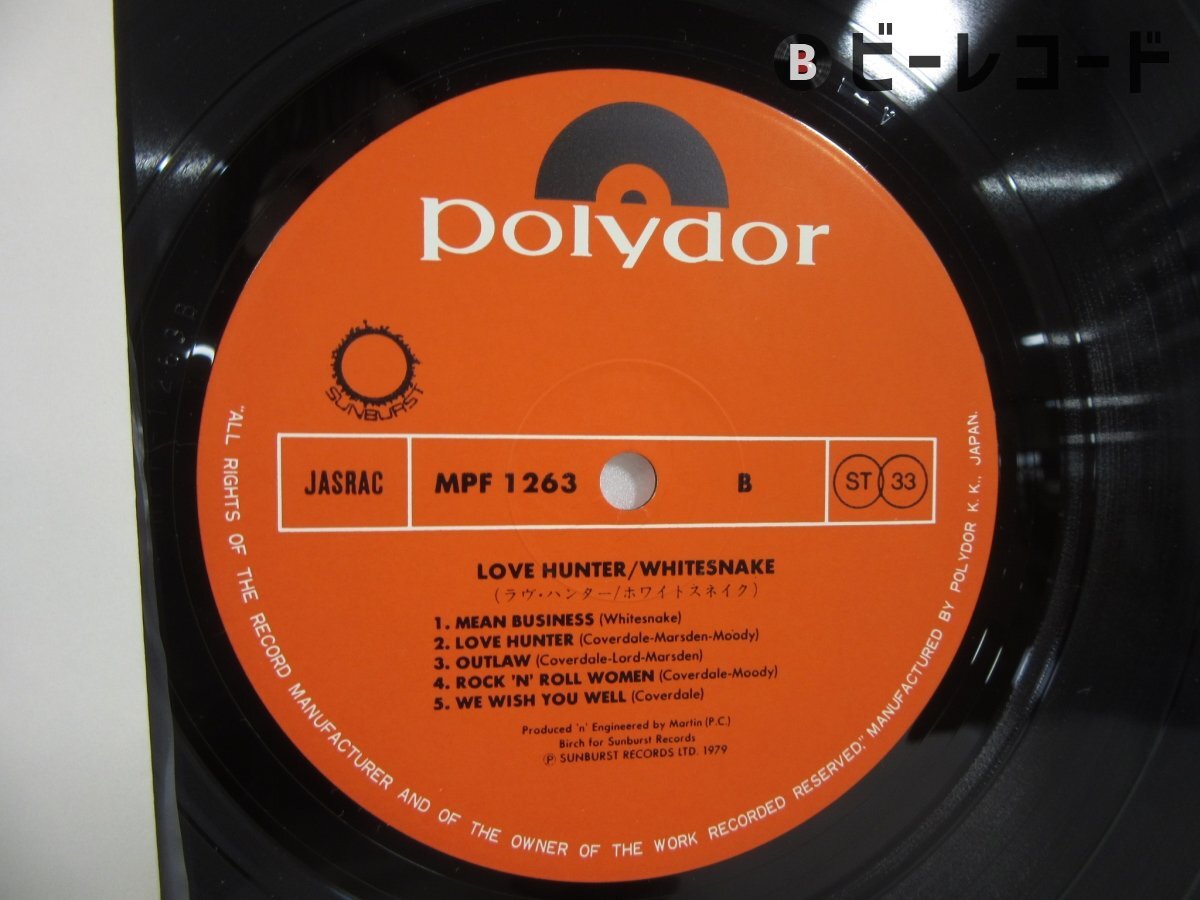 B ビーレコード
polydor
SUNBURST
JASRAC MPF 1263 B ST 33
LOVE HUNTER/WHITESNAKE
(ラヴ・ハンター/ホワイトスネイク)
1. MEAN BUSINESS (Whitesnake)
2. LOVE HUNTER (Coverdale-Marsden-Moody)
3. OUTLAW (Coverdale-Lord-Marsden)
4. ROCK 'N' ROLL WOMEN (Coverdale-Moody)
5. WE WISH YOU WELL (Coverdale)
Produced 'n' Engineered by Martin (P.C.)
Birch for Sunburst Records
Ⓟ SUNBURST RECORDS LTD. 1979
"ALL RIGHTS OF THE RECORD MANUFACTURER AND OF THE OWNER OF THE WORK RECORDED RESERVED," MANUFACTURED BY POLYDOR K.K., JAPAN.